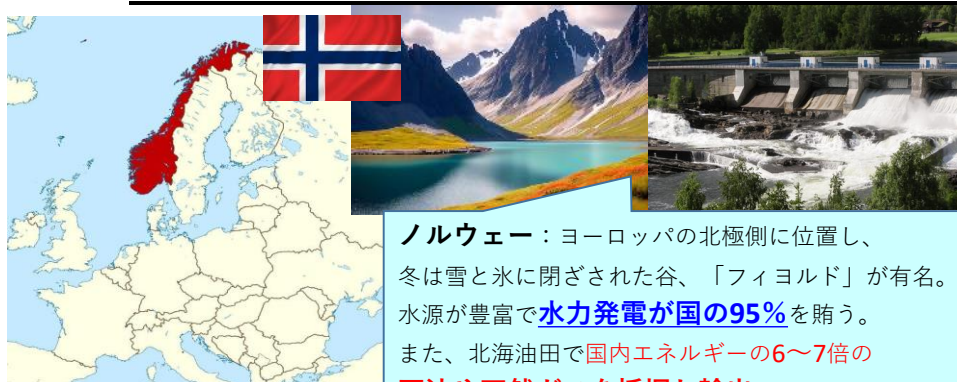 ノルウェー：ヨーロッパの北極側に位置し、
冬は雪と氷に閉ざされた谷、「フィヨルド」が有名。
水源が豊富で水力発電が国の95%を賄う。
また、北海油田で国内エネルギーの6～7倍の